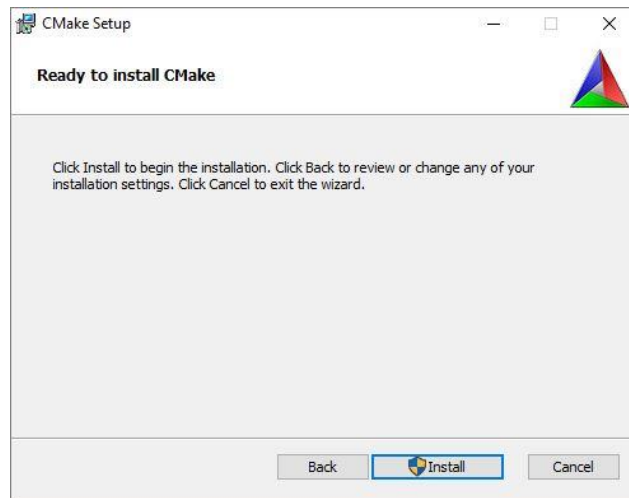 CMake Setup
Ready to install CMake
Click Install to begin the installation. Click Back to review or change any of your
installation settings. Click Cancel to exit the wizard.
Back Install Cancel